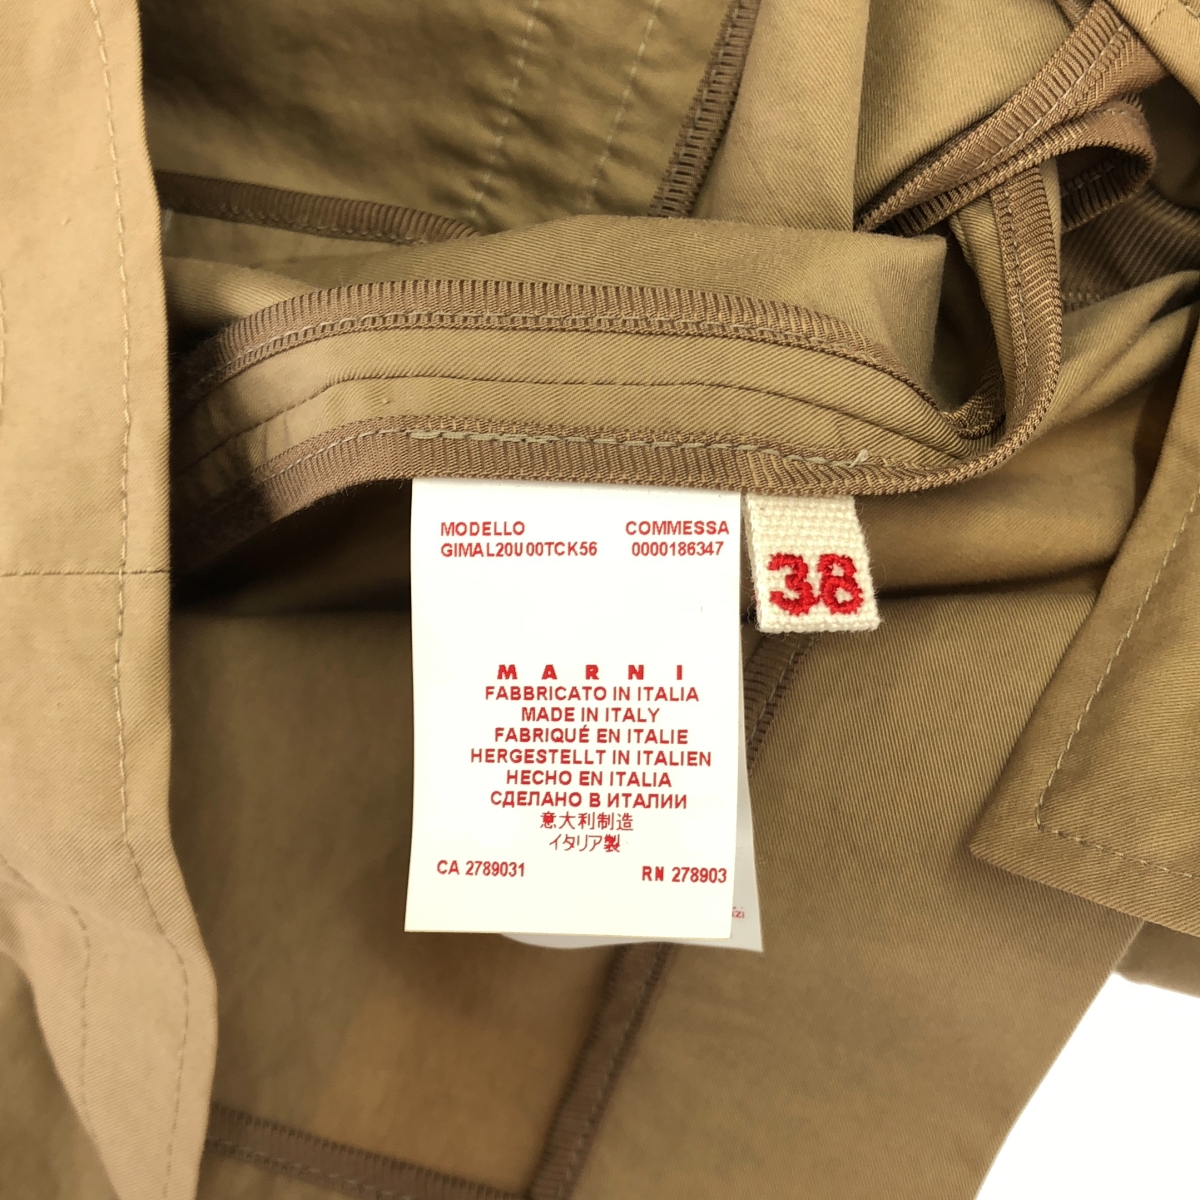 MODELLO COMMESSA
GIMAL20U00TCK56 0000186347
38
MARNI
FABBRICATO IN ITALIA
MADE IN ITALY
FABRIQUÉ EN ITALIE
HERGESTELLT IN ITALIEN
HECHO EN ITALIA
СДЕЛАНО В ИТАЛИИ
意大利制造
イタリア製
CA 2789031 RN 278903